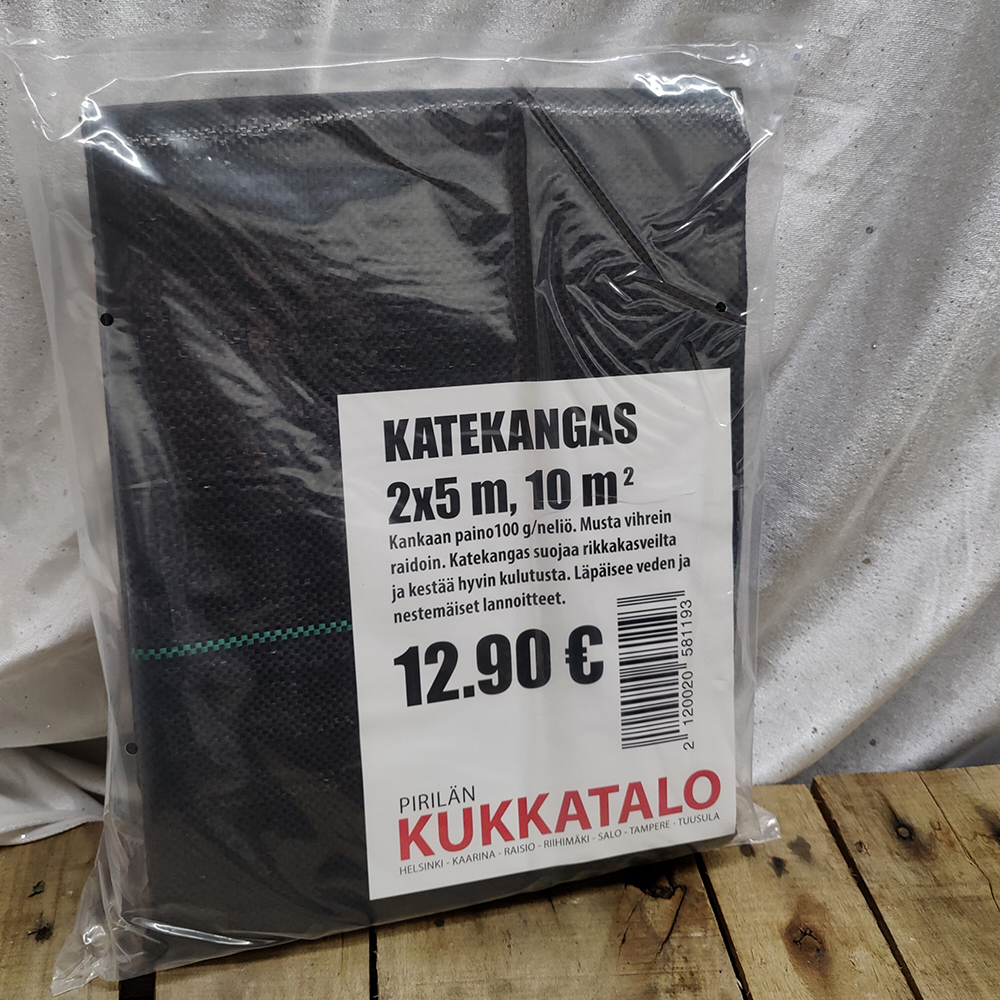 KATEKANGAS
2x5 m, 10 m²
Kankaan paino100 g/neliö. Musta vihrein
raidoin. Katekangas suojaa rikkakasveilta
ja kestää hyvin kulutusta. Läpäisee veden ja
nestemäiset lannoitteet.
12.90 €
2 120020 581193
PIRILÄN
KUKKATALO
HELSINKI - KAARINA - RAISIO - RIIHIMÄKI - SALO - TAMPERE - TUUSULA